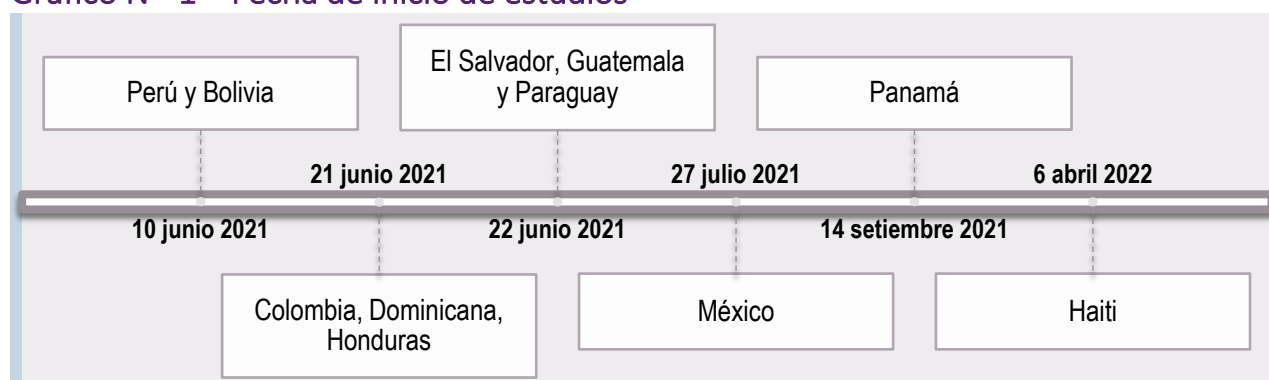 Gráfico N° 1 – Fecha de inicio de estudios
El Salvador, Guatemala
y Paraguay
Perú y Bolivia
Panamá
21 junio 2021
27 julio 2021
6 abril 2022
10 junio 2021
22 junio 2021
14 setiembre 2021
Colombia, Dominicana,
Honduras
México
Haiti